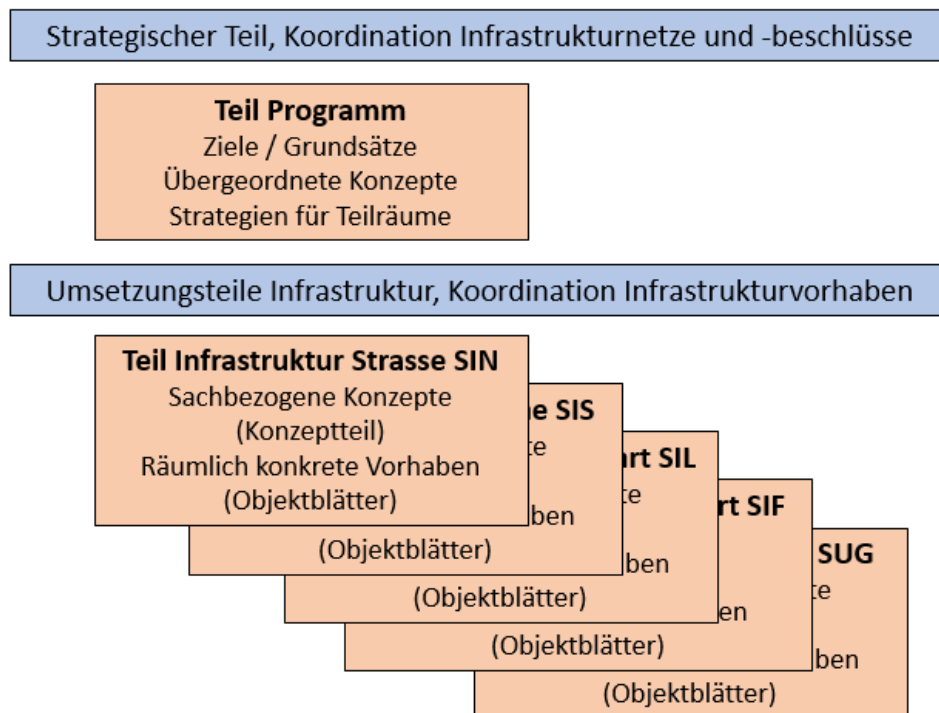 Strategischer Teil, Koordination Infrastrukturnetze und -beschlüsse
Teil Programm
Ziele / Grundsätze
Übergeordnete Konzepte
Strategien für Teilräume
Umsetzungsteile Infrastruktur, Koordination Infrastrukturvorhaben
Teil Infrastruktur Strasse SIN
Sachbezogene Konzepte
(Konzeptteil)
Räumlich konkrete Vorhaben
(Objektblätter)
SIS
(Objektblätter)
SIL
(Objektblätter)
SIF
(Objektblätter)
SUG
(Objektblätter)